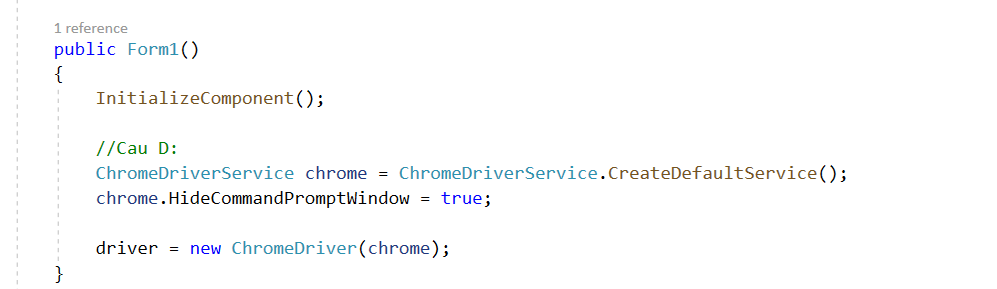 1 reference
public Form1()
{
InitializeComponent();
//Cau D:
ChromeDriverService chrome = ChromeDriverService.CreateDefaultService();
chrome.HideCommandPromptWindow = true;
driver = new ChromeDriver(chrome);
}